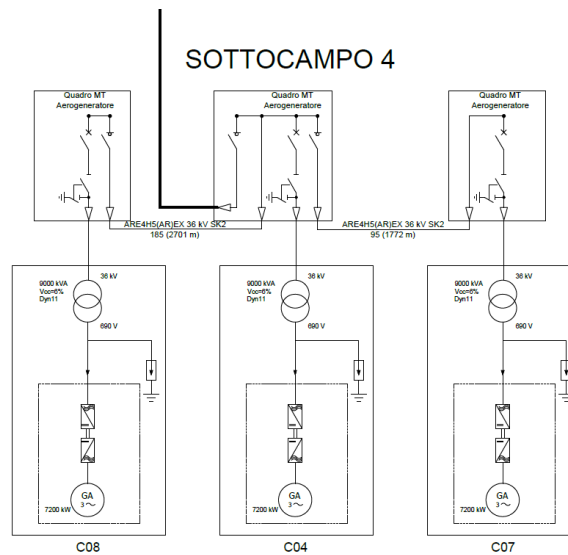 SOTTOCAMPO 4
Quadro MT
Aerogeneratore
Quadro MT
Aerogeneratore
Quadro MT
Aerogeneratore
ARE4H5(AR)EX 36 kV SK2
185 (2701 m)
ARE4H5(AR)EX 36 kV SK2
95 (1772 m)
36 kV
9000 kVA
Vcc=6%
Dyn11
690 V
36 kV
9000 kVA
Vcc=6%
Dyn11
690 V
36 kV
9000 kVA
Vcc=6%
Dyn11
690 V
GA
3
7200 kW
GA
3
7200 kW
GA
3
7200 kW
C08
C04
C07